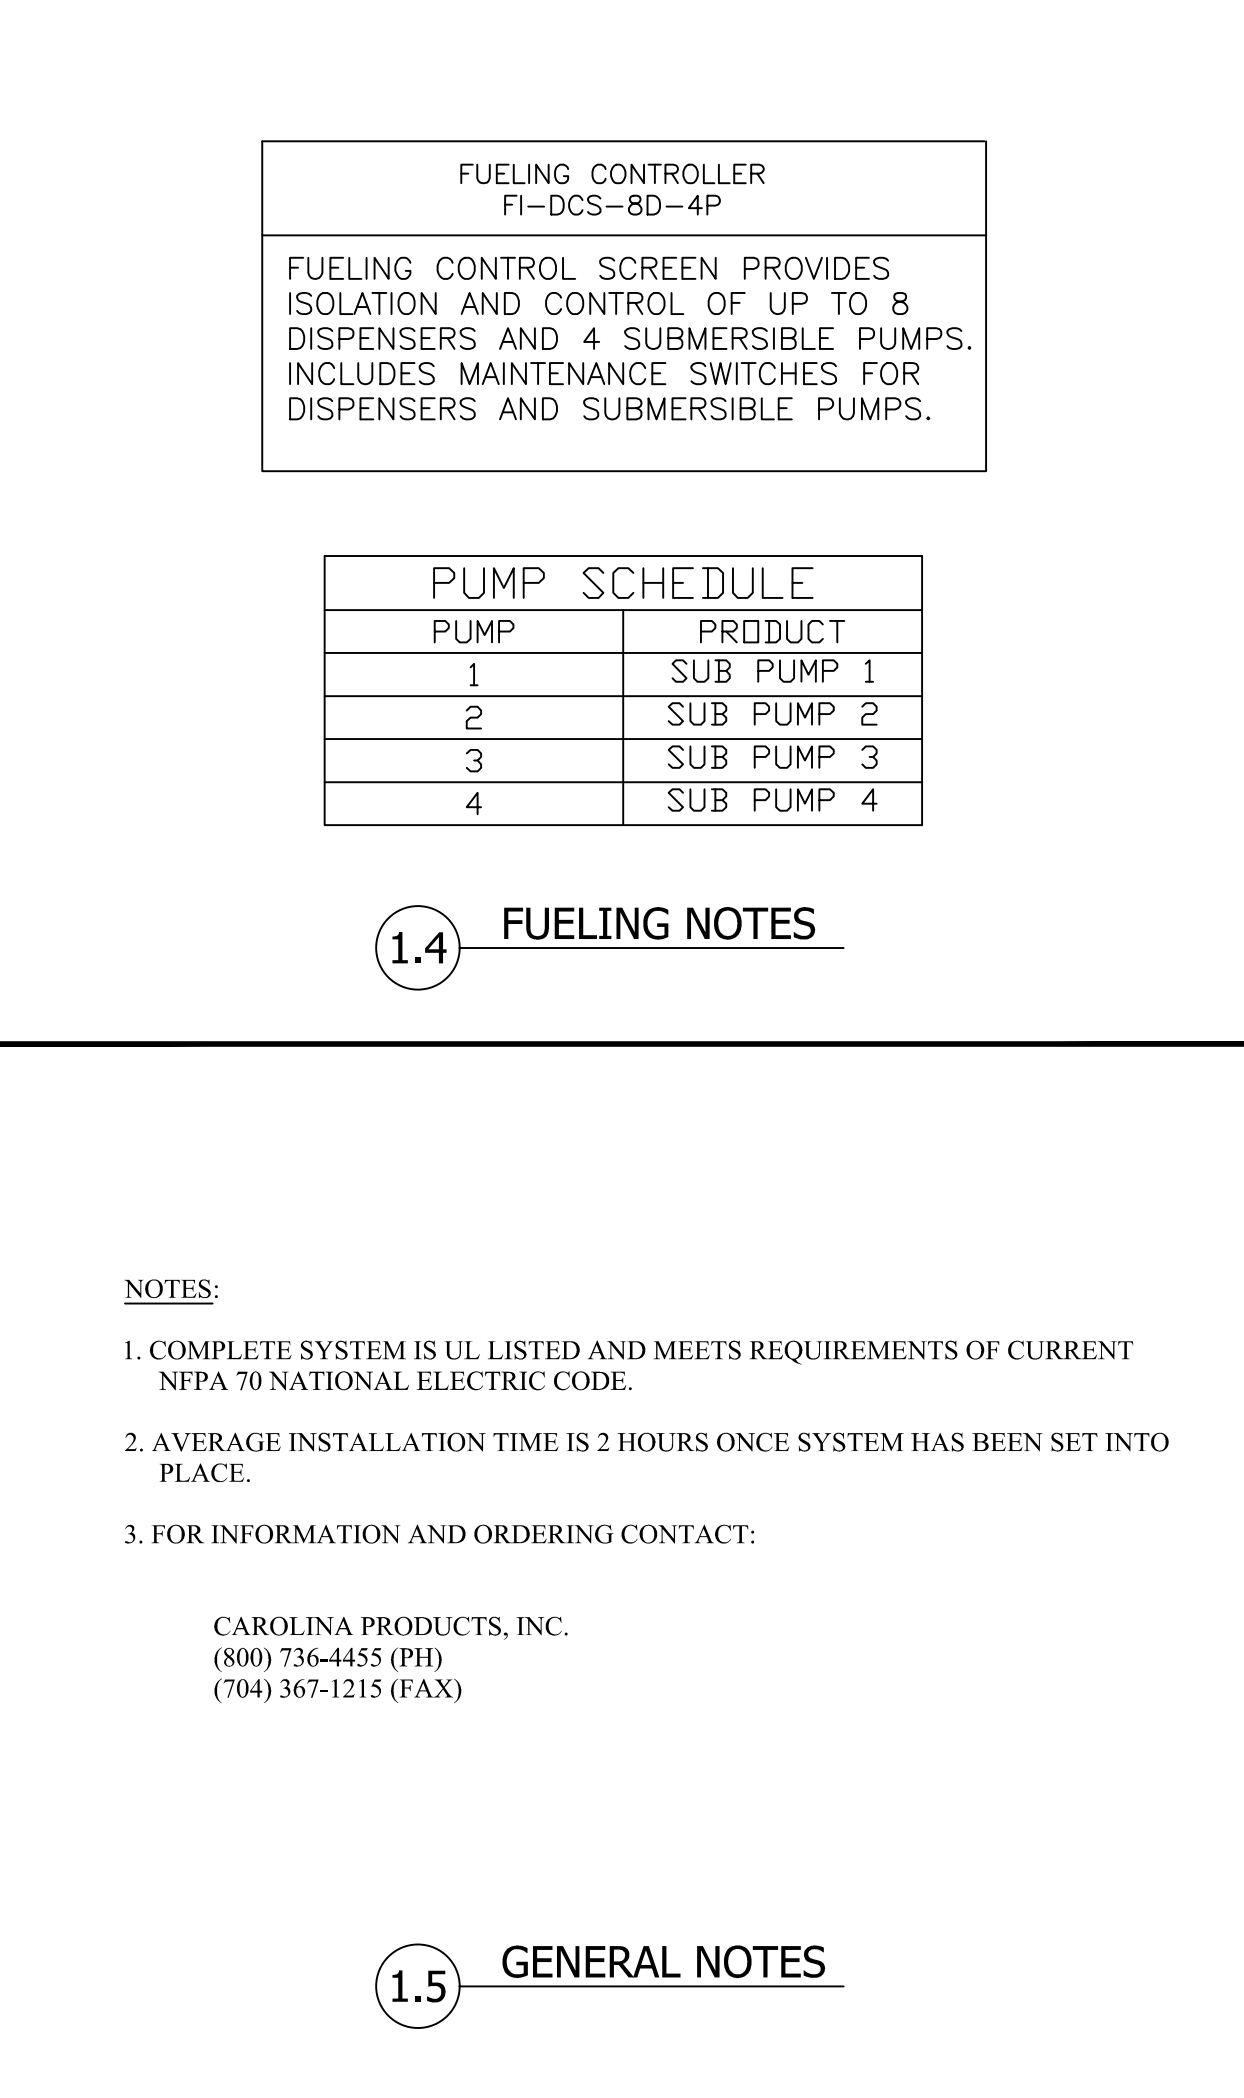 FUELING CONTROLLER
FI-DCS-8D-4P
FUELING CONTROL SCREEN PROVIDES
ISOLATION AND CONTROL OF UP TO 8
DISPENSERS AND 4 SUBMERSIBLE PUMPS.
INCLUDES MAINTENANCE SWITCHES FOR
DISPENSERS AND SUBMERSIBLE PUMPS.
PUMP SCHEDULE
PUMP PRODUCT
1 SUB PUMP 1
2 SUB PUMP 2
3 SUB PUMP 3
4 SUB PUMP 4
1.4 FUELING NOTES
NOTES:
1. COMPLETE SYSTEM IS UL LISTED AND MEETS REQUIREMENTS OF CURRENT
NFPA 70 NATIONAL ELECTRIC CODE.
2. AVERAGE INSTALLATION TIME IS 2 HOURS ONCE SYSTEM HAS BEEN SET INTO
PLACE.
3. FOR INFORMATION AND ORDERING CONTACT:
CAROLINA PRODUCTS, INC.
(800) 736-4455 (PH)
(704) 367-1215 (FAX)
1.5 GENERAL NOTES